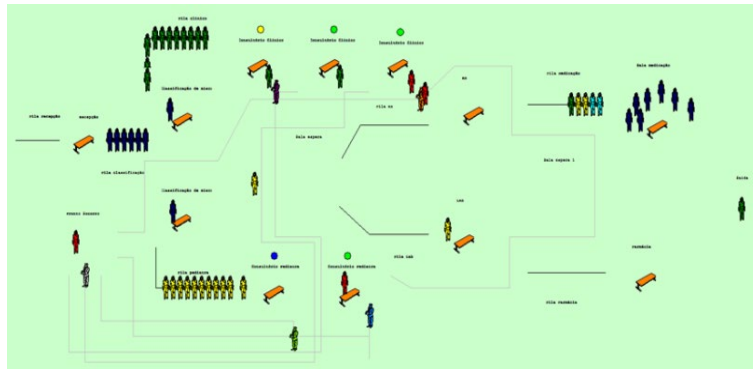 Fila clínico
Consultório Clínico
Consultório Clínico
Consultório Clínico
RX
Fila medicação
Sala medicação
Classificação de risco
Fila RX
Fila recepção
recepção
Sala espera
Fila classificação
Sala espera 1
Saída
Classificação de risco
LAB
Consultório Pediatra
Consultório Pediatra
Fila LAB
Farmácia
Fila pediatra
Fila farmácia